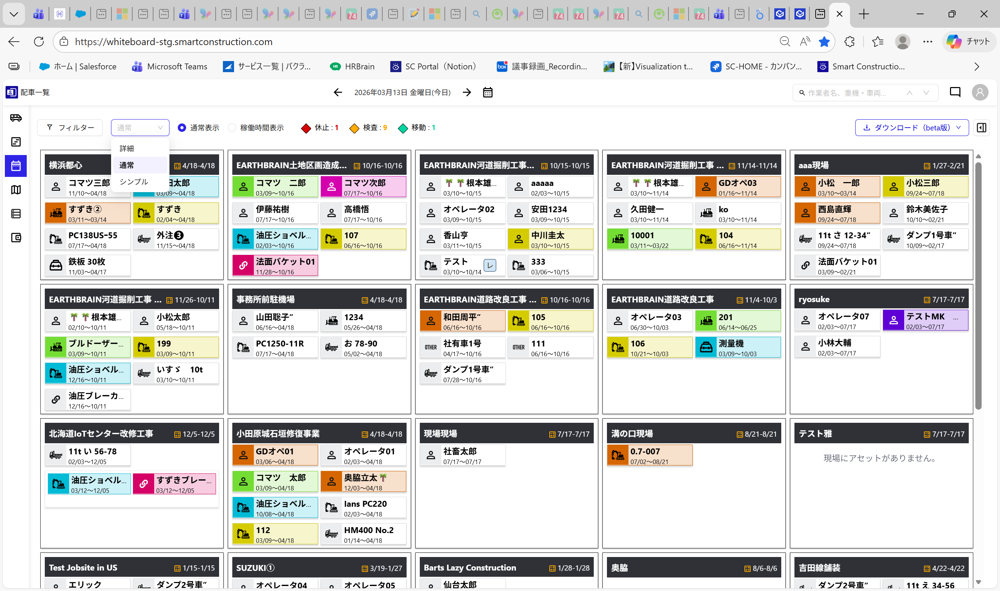 74
74
74
74
74
https://whiteboard-stg.smartconstruction.com
チャット
ホーム | Salesforce
Microsoft Teams
サービス一覧 | バクラ...
HRBrain
SC Portal（Notion）
議事録画_Recordin...
【新】Visualization t...
SC-HOME - カンバン...
Smart Constructio...
配車一覧
2026年03月13日 金曜日(今日)
作業者名、重機・車両...
フィルター
通常
通常表示
稼働時間表示
休止 : 1
検査 : 9
移動 : 1
ダウンロード（beta版）
詳細
通常
シンプル
横浜都心
4/18-4/18
コマツ三郎
11/10～04/18
田太郎
03/09～04/18
すずき②
03/11～03/14
すずき
02/04～04/18
PC138US-55
07/17～04/18
外注❸
11/15～04/18
鉄板 30枚
11/03～04/17
EARTHBRAIN土地区画造成...
10/16-10/16
コマツ　二郎
03/09～10/16
コマツ次郎
07/17～10/16
伊藤祐樹
07/17～10/16
高橋悟
07/17～10/16
油圧ショベル...
02/03～10/16
107
06/16～10/16
法面バケット01
11/28～10/16
EARTHBRAIN河道掘削工事...
10/15-10/15
🌴🌴根本雄...
03/10～10/15
aaaaa
02/03～10/15
オペレータ02
03/09～10/15
安田1234
03/09～10/15
香山亨
03/11～10/15
中川圭太
03/10～10/15
テスト
03/10～10/14
レ
333
03/06～10/15
EARTHBRAIN河道掘削工事 ...
11/14-11/14
🌴🌴根本雄...
03/10～11/14
GDオペ03
01/16～11/14
久田健一
03/10～11/14
ko
03/10～11/14
10001
03/11～03/22
104
06/16～11/14
aaa現場
1/27-2/21
小松　一郎
03/10～03/14
小松三郎
09/24～07/18
西島直輝
09/24～07/18
鈴木美佐子
10/10～02/21
11t さ 12-34”
09/24～07/18
ダンプ1号車”
10/09～02/17
法面バケット01
03/09～02/21
EARTHBRAIN河道掘削工事 ...
11/26-10/11
🌴🌴根本雄...
02/10～10/11
小松太郎
05/18～10/11
ブルドーザー...
03/09～10/11
199
03/09～10/11
油圧ショベル...
12/16～10/11
いすゞ　10t
03/10～10/11
油圧ブレーカ...
12/16～10/11
事務所前駐機場
4/18-4/18
山田聡子”
06/16～04/18
1234
05/26～04/18
PC1250-11R
07/17～04/18
お 78-90
05/02～04/18
EARTHBRAIN道路改良工事 ...
10/16-10/16
和田周平”
06/16～10/16
105
06/16～10/16
OTHER
社有車1号
04/17～10/16
OTHER
111
06/16～10/16
ダンプ1号車”
07/28～10/16
EARTHBRAIN道路改良工事
11/4-10/3
オペレータ03
06/30～10/03
201
06/14～06/25
106
10/21～10/03
測量機
03/09～10/03
ryosuke
7/17-7/17
オペレータ07
02/03～07/17
テストMK　...
02/03～07/17
小林大輔
02/03～07/17
北海道IoTセンター改修工事
12/5-12/5
11t い 56-78
02/03～12/05
油圧ショベル...
03/12～12/05
すずきブレー...
03/12～12/05
小田原城石垣修復事業
4/18-4/18
GDオペ01
03/06～04/18
オペレータ01
02/03～04/18
コマツ　太郎
03/09～04/18
奥脇立太🌴
12/03～04/18
油圧ショベル...
10/08～04/18
Ians PC220
02/03～04/18
112
03/09～04/18
HM400 No.2
01/14～04/18
現場現場
7/17-7/17
社畜太郎
07/17～07/17
溝の口現場
8/21-8/21
0.7-007
07/02～08/21
テスト雅
7/17-7/17
現場にアセットがありません。
Test Jobsite in US
1/15-1/15
エリック
ダンプ2号車”
SUZUKI①
3/19-1/27
オペレータ04
オペレータ05
Barts Lazy Construction
1/28-1/28
仙台太郎
奥脇
8/6-8/6
吉田線舗装
4/22-4/22
ダンプ2号車”
11t え 34-56